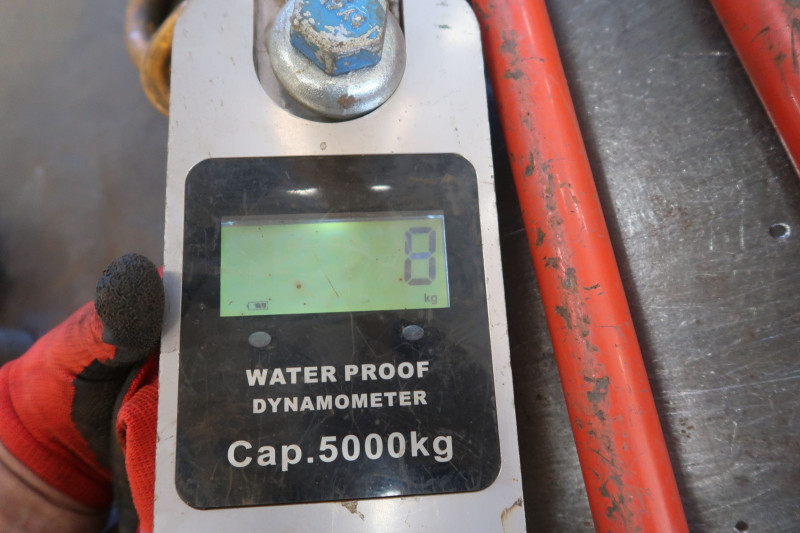 8
kg
WATER PROOF
DYNAMOMETER
Cap.5000kg